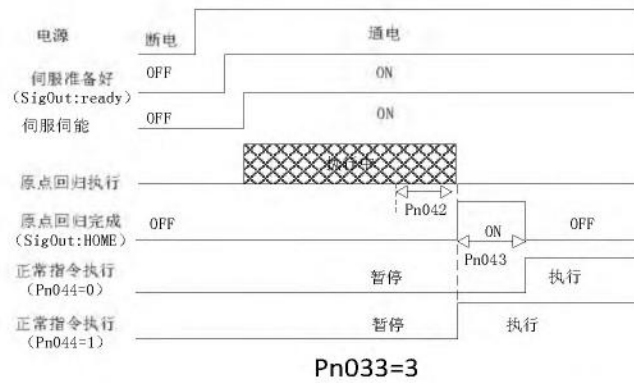 电源 断电 通电
伺服准备好 OFF ON
(SigOut:ready)
伺服伺能 OFF ON
执行中
原点回归执行
Pn042
原点回归完成 OFF ON OFF
(SigOut:HOME)
Pn043
正常指令执行 暂停 执行
(Pn044=0)
正常指令执行 暂停 执行
(Pn044=1)
Pn033=3